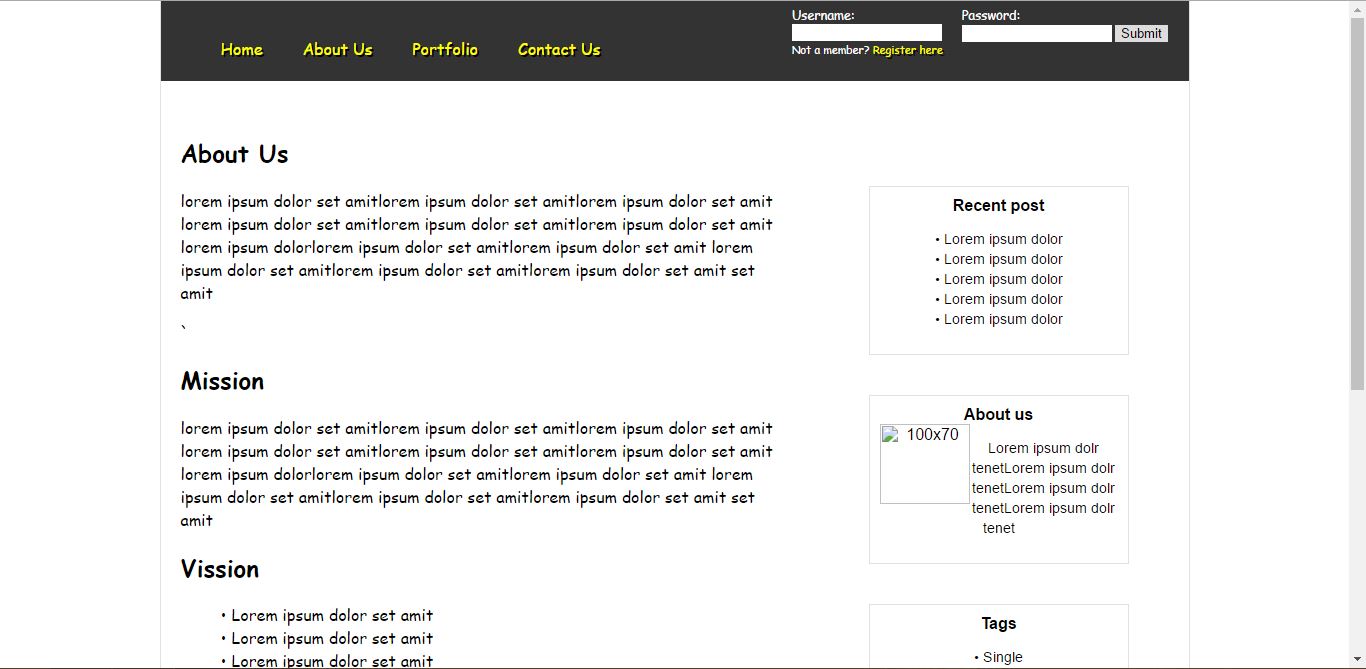 Home About Us Portfolio Contact Us
Username:
Not a member? Register here
Password:
Submit
About Us
lorem ipsum dolor set amitlorem ipsum dolor set amitlorem ipsum dolor set amit
lorem ipsum dolor set amitlorem ipsum dolor set amitlorem ipsum dolor set amit
lorem ipsum dolorlorem ipsum dolor set amitlorem ipsum dolor set amit lorem
ipsum dolor set amitlorem ipsum dolor set amitlorem ipsum dolor set amit set
amit
`
Mission
lorem ipsum dolor set amitlorem ipsum dolor set amitlorem ipsum dolor set amit
lorem ipsum dolor set amitlorem ipsum dolor set amitlorem ipsum dolor set amit
lorem ipsum dolorlorem ipsum dolor set amitlorem ipsum dolor set amit lorem
ipsum dolor set amitlorem ipsum dolor set amitlorem ipsum dolor set amit set
amit
Vission
• Lorem ipsum dolor set amit
• Lorem ipsum dolor set amit
• Lorem ipsum dolor set amit
Recent post
• Lorem ipsum dolor
• Lorem ipsum dolor
• Lorem ipsum dolor
• Lorem ipsum dolor
• Lorem ipsum dolor
About us
100x70
Lorem ipsum dolr
tenetLorem ipsum dolr
tenetLorem ipsum dolr
tenetLorem ipsum dolr
tenet
Tags
• Single